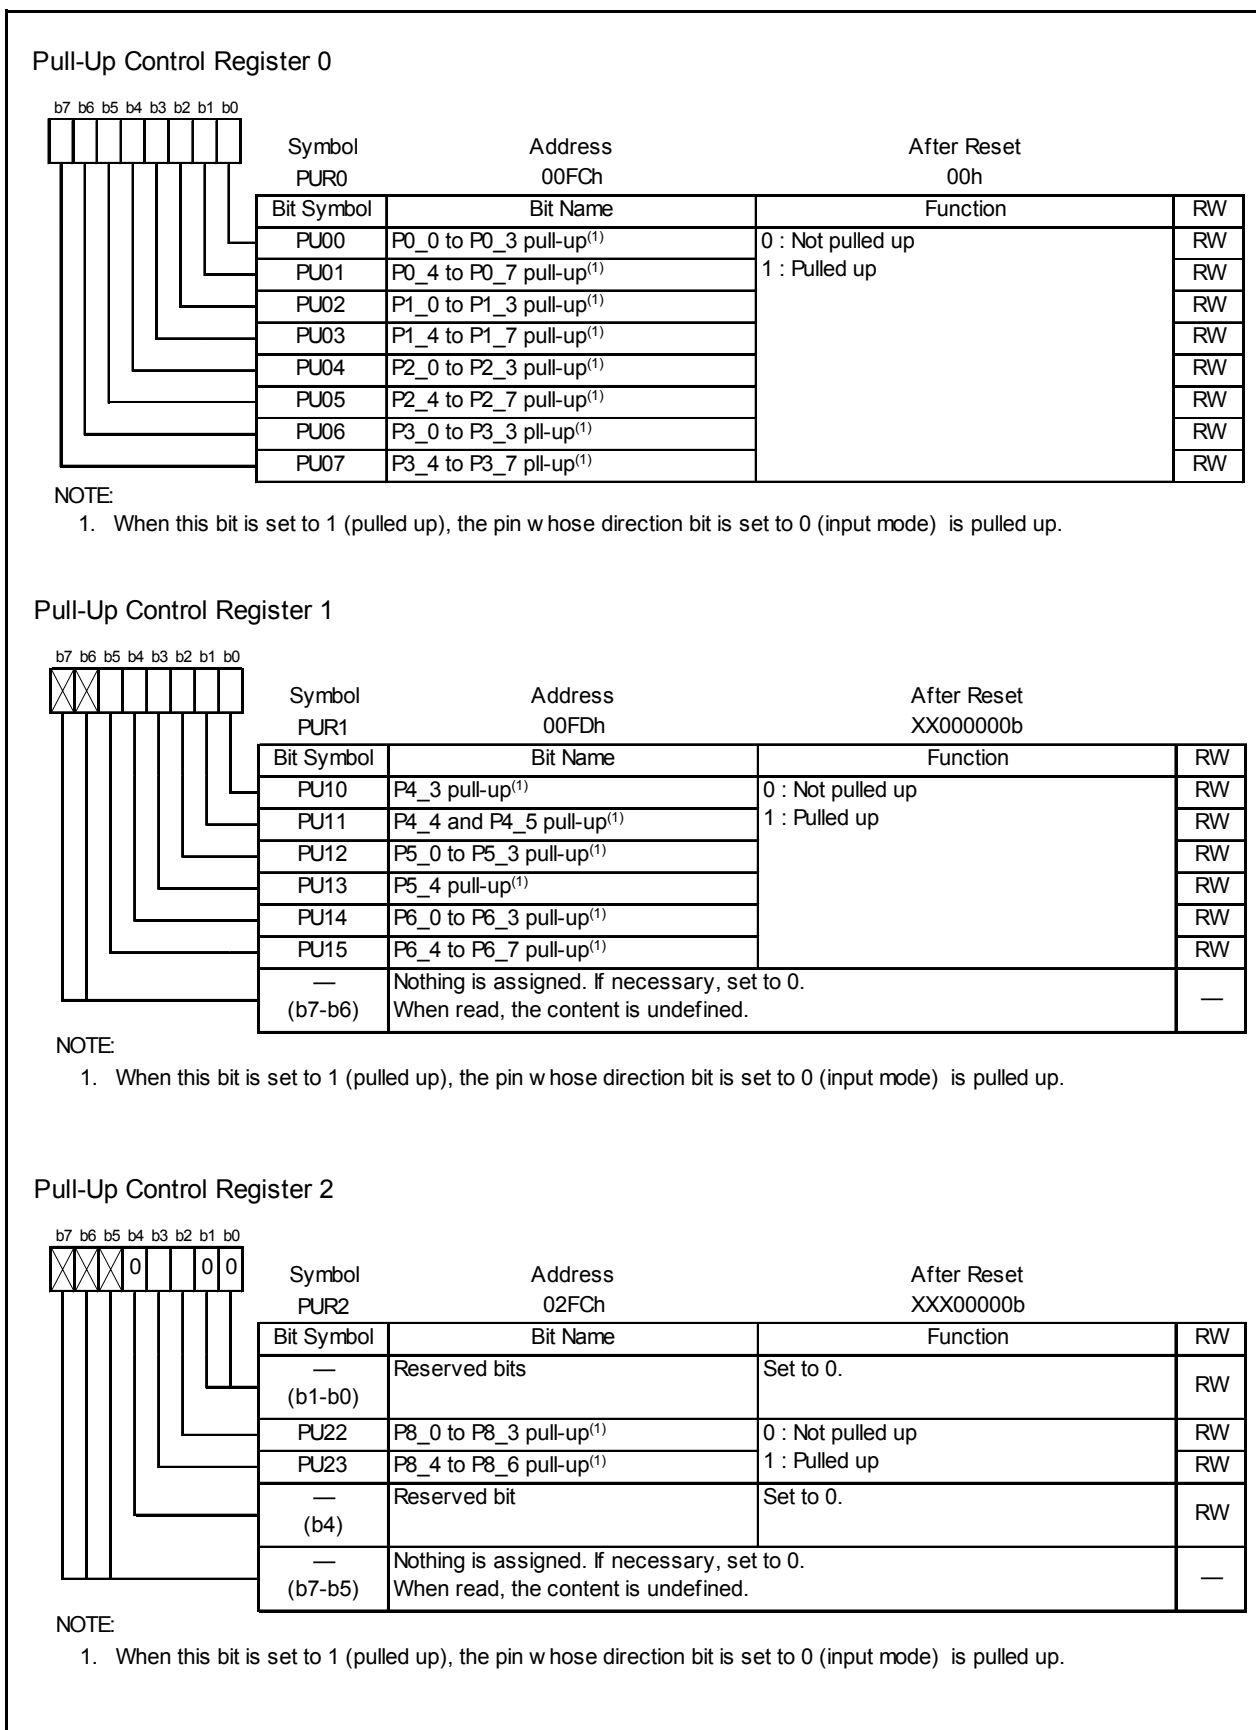 Pull-Up Control Register 0
b7 b6 b5 b4 b3 b2 b1 b0
Symbol Address After Reset
PUR0 00FCh 00h
Bit Symbol Bit Name Function RW
PU00 P0_0 to P0_3 pull-up(1) 0 : Not pulled up RW
PU01 P0_4 to P0_7 pull-up(1) 1 : Pulled up RW
PU02 P1_0 to P1_3 pull-up(1) RW
PU03 P1_4 to P1_7 pull-up(1) RW
PU04 P2_0 to P2_3 pull-up(1) RW
PU05 P2_4 to P2_7 pull-up(1) RW
PU06 P3_0 to P3_3 pll-up(1) RW
PU07 P3_4 to P3_7 pll-up(1) RW
NOTE:
1. When this bit is set to 1 (pulled up), the pin w hose direction bit is set to 0 (input mode) is pulled up.
Pull-Up Control Register 1
b7 b6 b5 b4 b3 b2 b1 b0
Symbol Address After Reset
PUR1 00FDh XX000000b
Bit Symbol Bit Name Function RW
PU10 P4_3 pull-up(1) 0 : Not pulled up RW
PU11 P4_4 and P4_5 pull-up(1) 1 : Pulled up RW
PU12 P5_0 to P5_3 pull-up(1) RW
PU13 P5_4 pull-up(1) RW
PU14 P6_0 to P6_3 pull-up(1) RW
PU15 P6_4 to P6_7 pull-up(1) RW
— Nothing is assigned. If necessary, set to 0. —
(b7-b6) When read, the content is undefined.
NOTE:
1. When this bit is set to 1 (pulled up), the pin w hose direction bit is set to 0 (input mode) is pulled up.
Pull-Up Control Register 2
b7 b6 b5 b4 b3 b2 b1 b0
0 0 0
Symbol Address After Reset
PUR2 02FCh XXX00000b
Bit Symbol Bit Name Function RW
— Reserved bits Set to 0. RW
(b1-b0)
PU22 P8_0 to P8_3 pull-up(1) 0 : Not pulled up RW
PU23 P8_4 to P8_6 pull-up(1) 1 : Pulled up RW
— Reserved bit Set to 0. RW
(b4)
— Nothing is assigned. If necessary, set to 0. —
(b7-b5) When read, the content is undefined.
NOTE:
1. When this bit is set to 1 (pulled up), the pin w hose direction bit is set to 0 (input mode) is pulled up.